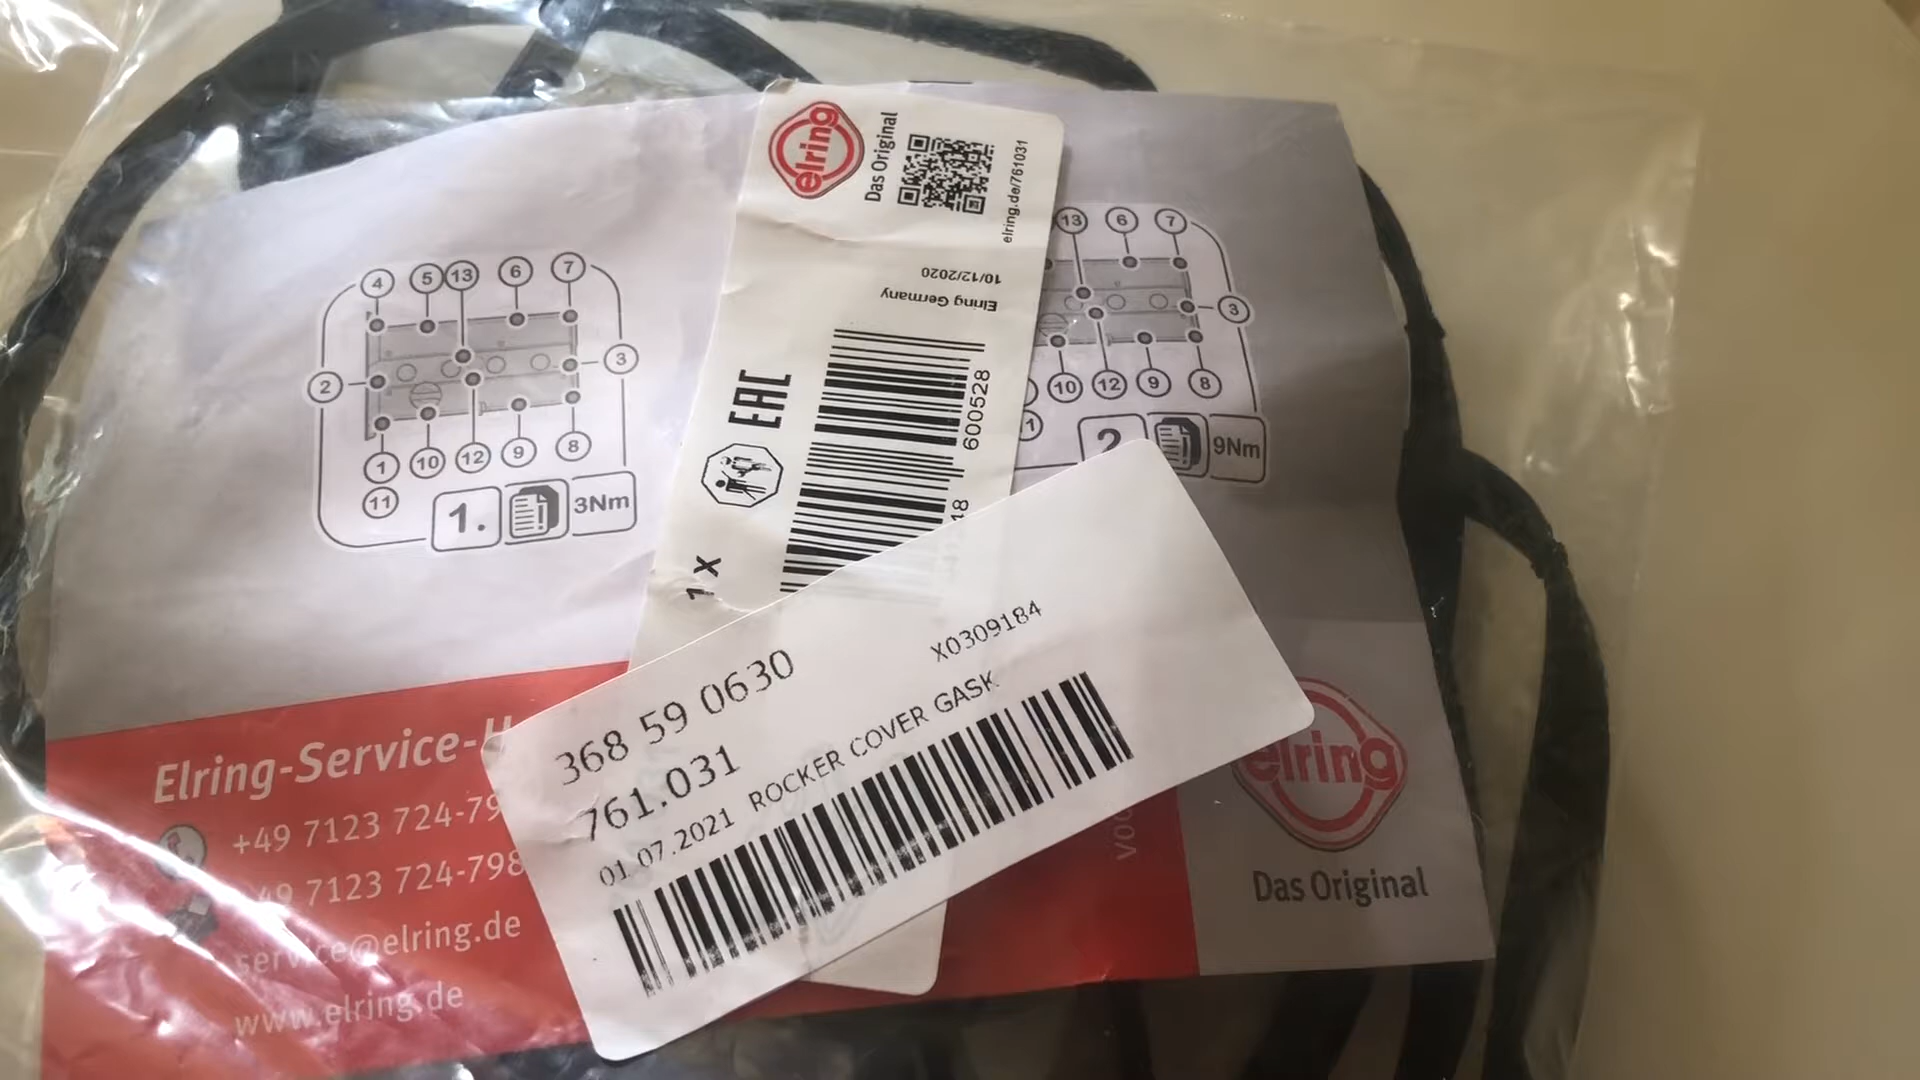 4 5 13 6 7
2
3
1 10 12 9 8
11
1. 3Nm
elring
Das Original
elring.de/761031
10/12/2020
Elring Germany
EAC
600528
1 X
13 6 7
3
10 12 9 8
1
2 9Nm
368 59 0630
X0309184
761.031
01.07.2021 ROCKER COVER GASK
Elring-Service-
+49 7123 724-79
49 7123 724-798
service@elring.de
www.elring.de
elring
Das Original